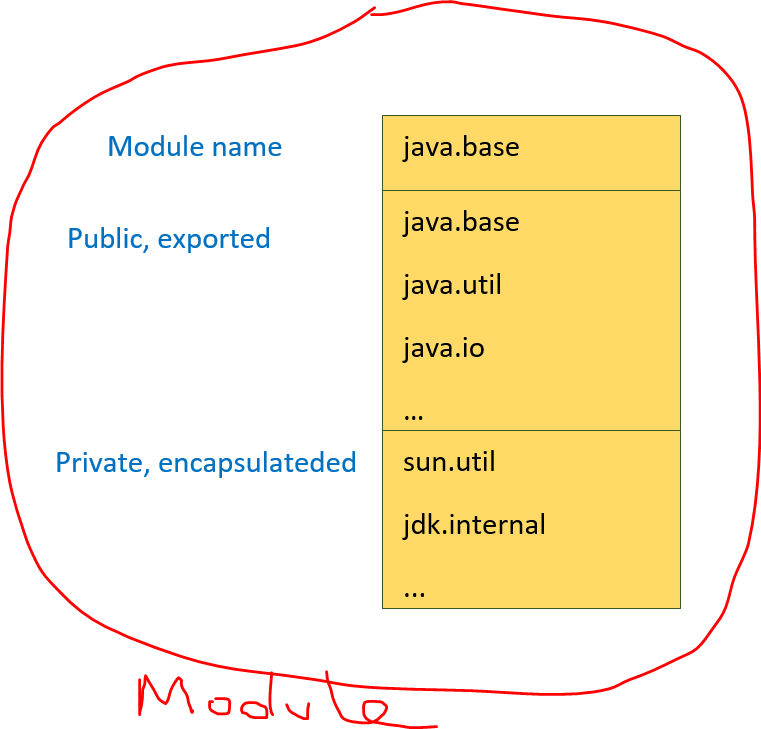 Module name java.base
Public, exported java.base
java.util
java.io
...
Private, encapsulateded sun.util
jdk.internal
...
Module